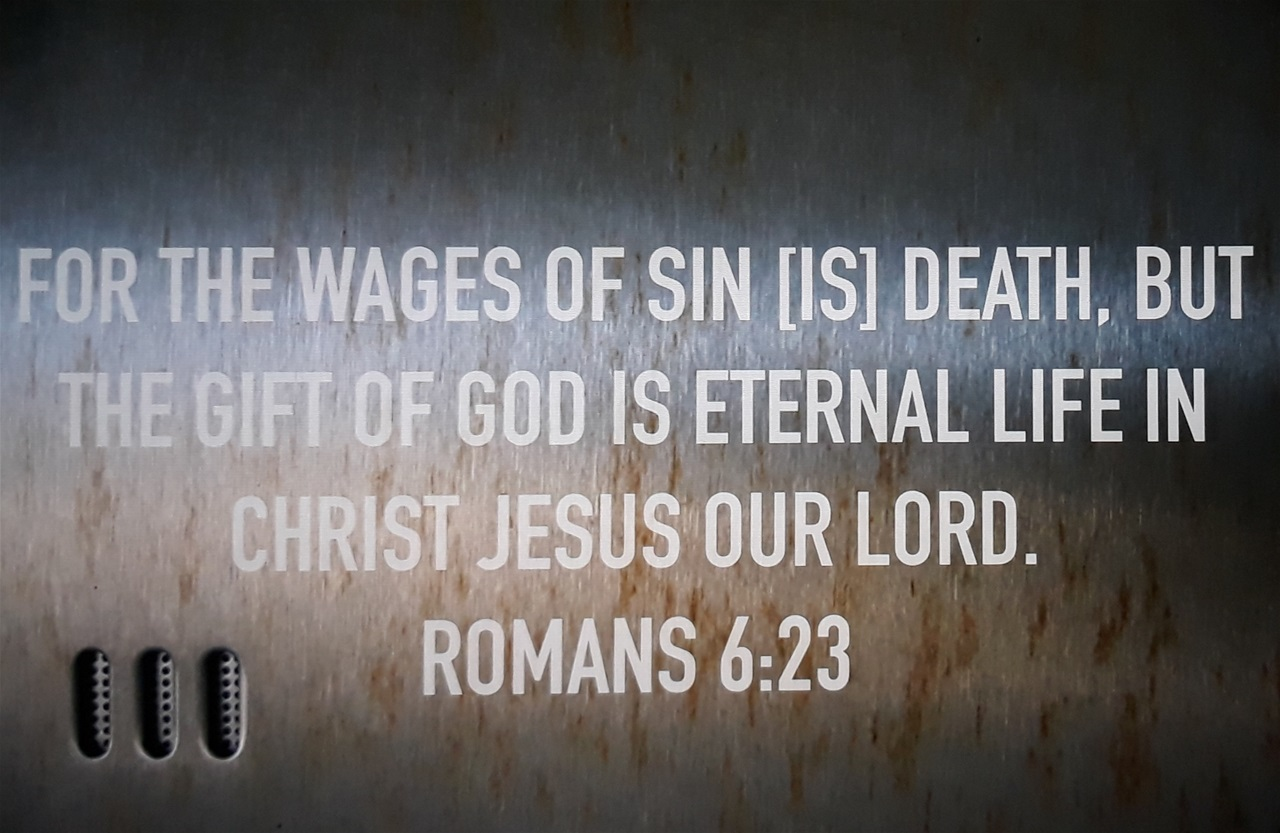 FOR THE WAGES OF SIN [IS] DEATH, BUT
THE GIFT OF GOD IS ETERNAL LIFE IN
CHRIST JESUS OUR LORD.
ROMANS 6:23